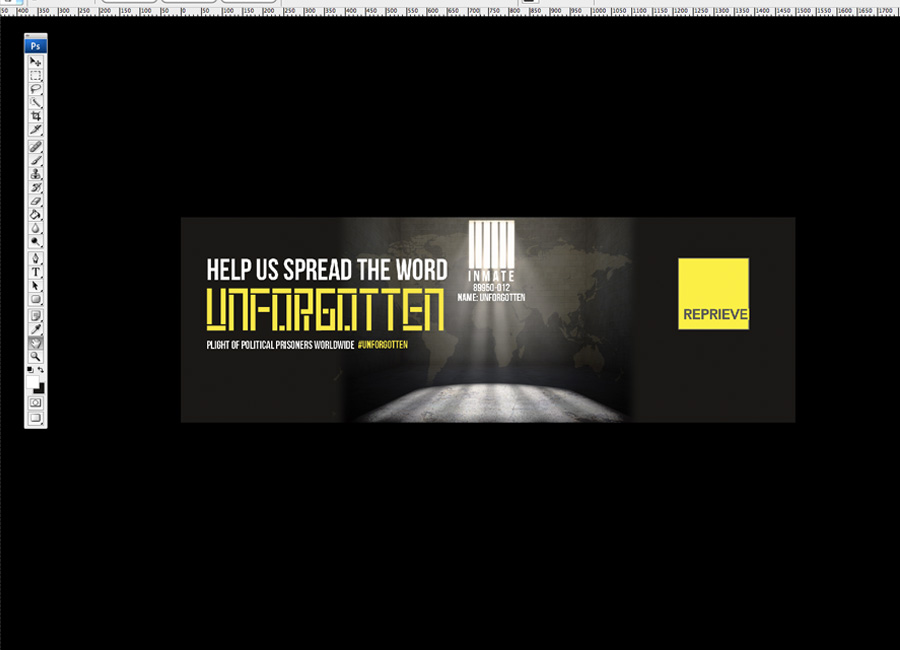 50 400 350 300 250 200 150 100 50 0 50 100 150 200 250 300 350 400 450 500 550 600 650 700 750 800 850 900 950 1000 1050 1100 1150 1200 1250 1300 1350 1400 1450 1500 1550 1600 1650 1700
Ps
T
HELP US SPREAD THE WORD
UNFORGOTTEN
PLIGHT OF POLITICAL PRISONERS WORLDWIDE #UNFORGOTTEN
INMATE
89950-012
NAME: UNFORGOTTEN
REPRIEVE